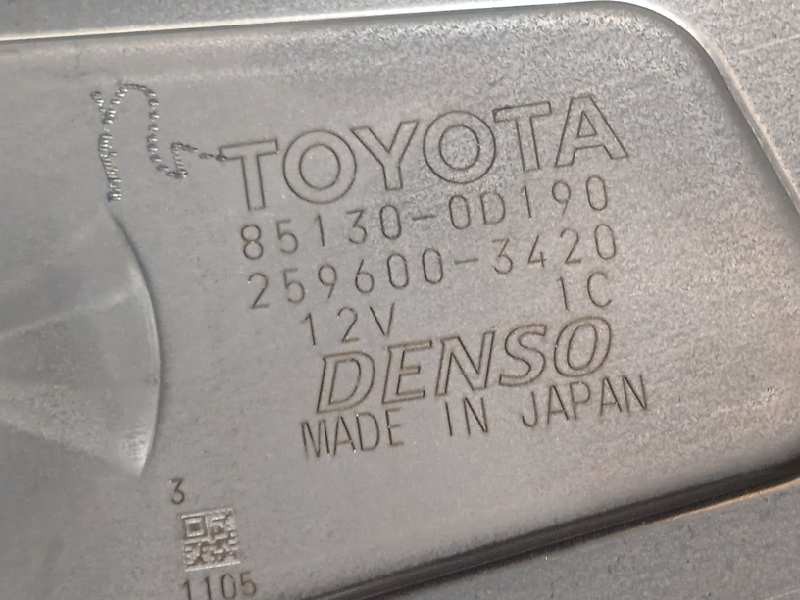 TOYOTA
85130-0D190
259600-3420
12V 1C
DENSO
MADE IN JAPAN
3
1105